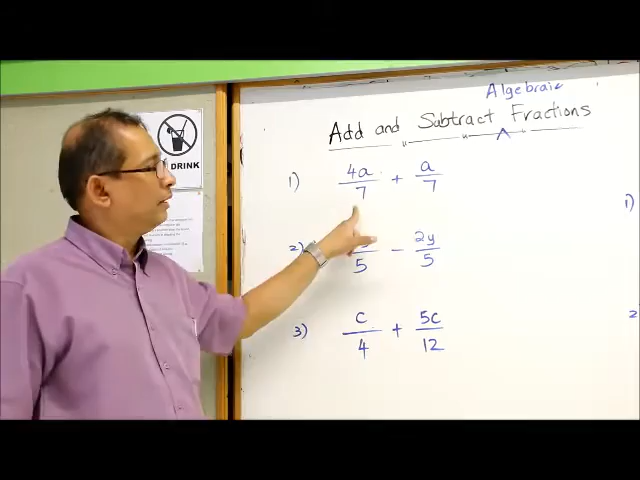 Algebraic
Add and Subtract Fractions
DRINK
1) 4a/7 + a/7
1)
2) /5 - 2y/5
3) c/4 + 5c/12
2